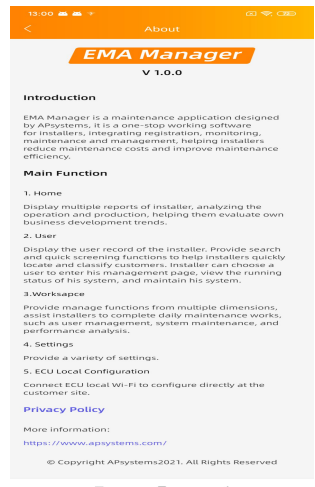 13:00
About
EMA Manager
V 1.0.0
Introduction
EMA Manager is a maintenance application designed
by APsystems, it is a one-stop working software
for installers, integrating registration, monitoring,
maintenance and management, helping installers
reduce maintenance costs and improve maintenance
efficiency.
Main Function
1. Home
Display multiple reports of installer, analyzing the
operation and production, helping them evaluate own
business development trends.
2. User
Display the user record of the installer. Provide search
and quick screening functions to help installers quickly
locate and classify customers. Installer can choose a
user to enter his management page, view the running
status of his system, and maintain his system.
3.Worksapce
Provide manage functions from multiple dimensions,
assist installers to complete daily maintenance works,
such as user management, system maintenance, and
performance analysis.
4. Settings
Provide a variety of settings.
5. ECU Local Configuration
Connect ECU local Wi-Fi to configure directly at the
customer site.
Privacy Policy
More information:
https://www.apsystems.com/
© Copyright APsystems2021. All Rights Reserved